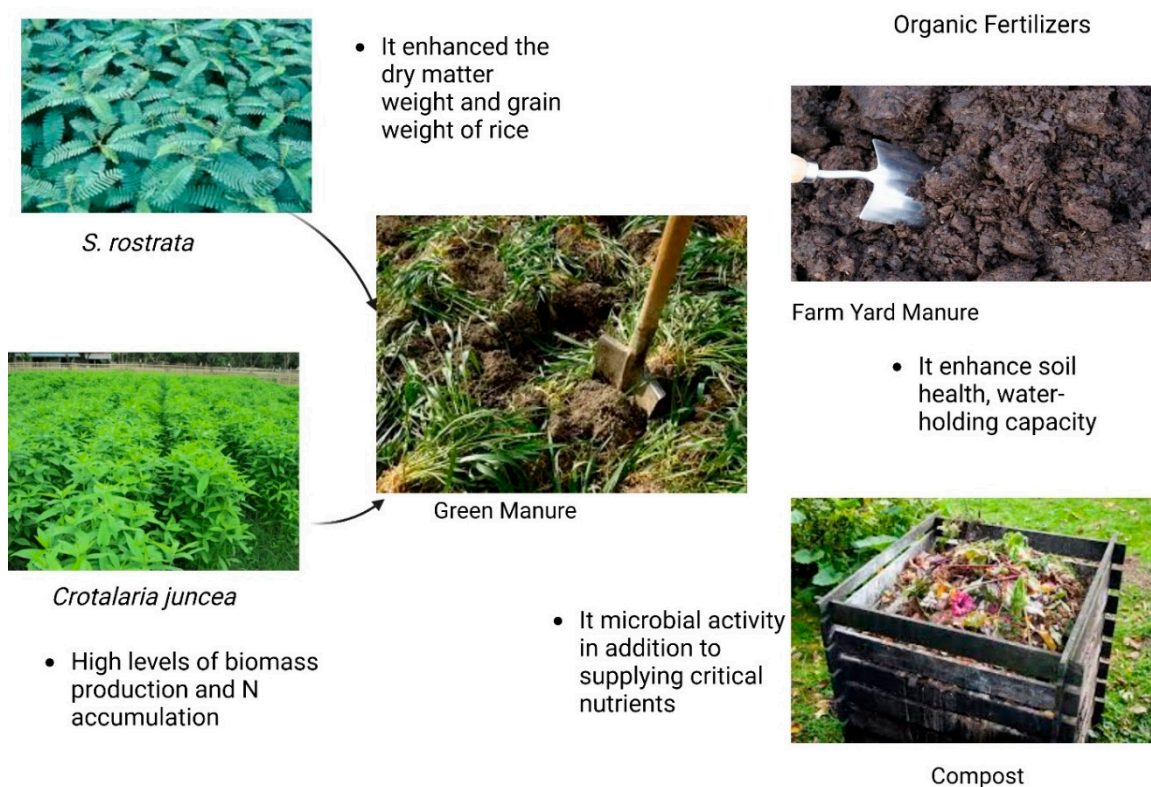 • It enhanced the
dry matter
weight and grain
weight of rice
S. rostrata
Organic Fertilizers
Farm Yard Manure
• It enhance soil
health, water-
holding capacity
Green Manure
Crotalaria juncea
• High levels of biomass
production and N
accumulation
• It microbial activity
in addition to
supplying critical
nutrients
Compost